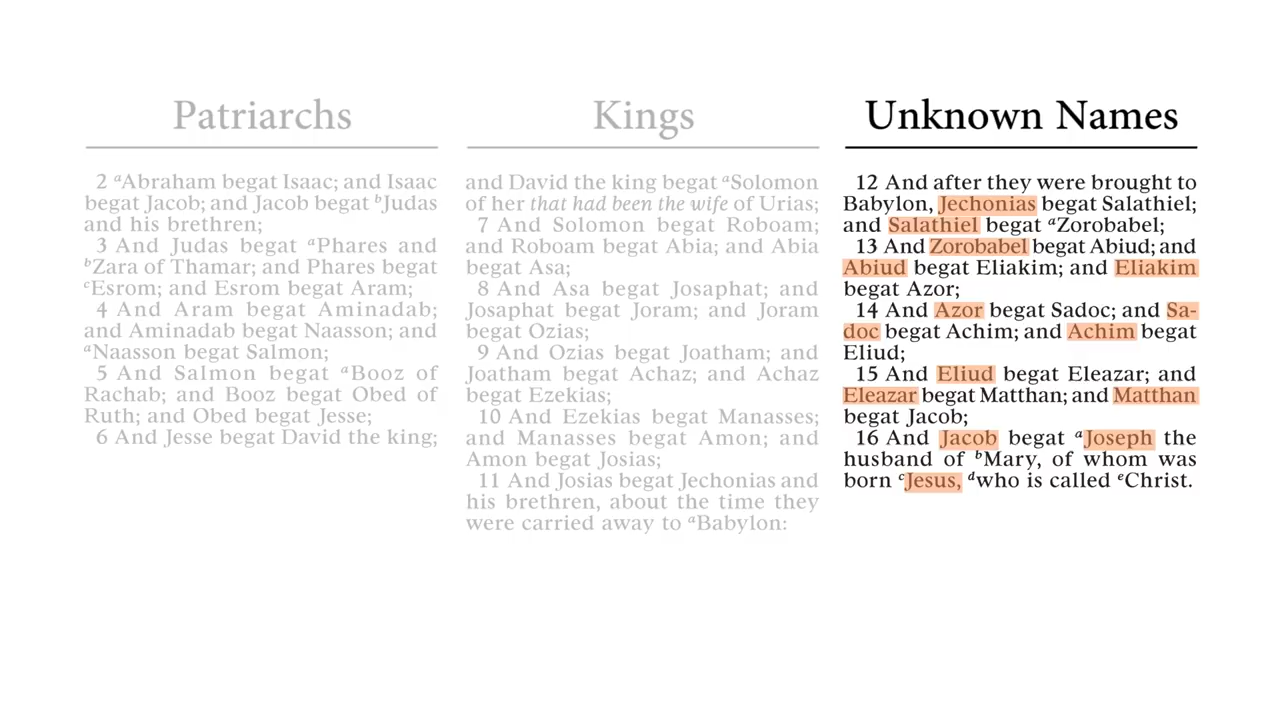 Patriarchs
2 ᵃAbraham begat Isaac; and Isaac
begat Jacob; and Jacob begat ᵇJudas
and his brethren;
3 And Judas begat ᵃPhares and
ᵇZara of Thamar; and Phares begat
ᶜEsrom; and Esrom begat Aram;
4 And Aram begat Aminadab;
and Aminadab begat Naasson; and
ᵃNaasson begat Salmon;
5 And Salmon begat ᵃBooz of
Rachab; and Booz begat Obed of
Ruth; and Obed begat Jesse;
6 And Jesse begat David the king;
Kings
and David the king begat ᵃSolomon
of her that had been the wife of Urias;
7 And Solomon begat Roboam;
and Roboam begat Abia; and Abia
begat Asa;
8 And Asa begat Josaphat; and
Josaphat begat Joram; and Joram
begat Ozias;
9 And Ozias begat Joatham; and
Joatham begat Achaz; and Achaz
begat Ezekias;
10 And Ezekias begat Manasses;
and Manasses begat Amon; and
Amon begat Josias;
11 And Josias begat Jechonias and
his brethren, about the time they
were carried away to ᵃBabylon:
Unknown Names
12 And after they were brought to
Babylon, Jechonias begat Salathiel;
and Salathiel begat ᵃZorobabel;
13 And Zorobabel begat Abiud; and
Abiud begat Eliakim; and Eliakim
begat Azor;
14 And Azor begat Sadoc; and Sa-
doc begat Achim; and Achim begat
Eliud;
15 And Eliud begat Eleazar; and
Eleazar begat Matthan; and Matthan
begat Jacob;
16 And Jacob begat ᵃJoseph the
husband of ᵇMary, of whom was
born ᶜJesus, ᵈwho is called ᵉChrist.